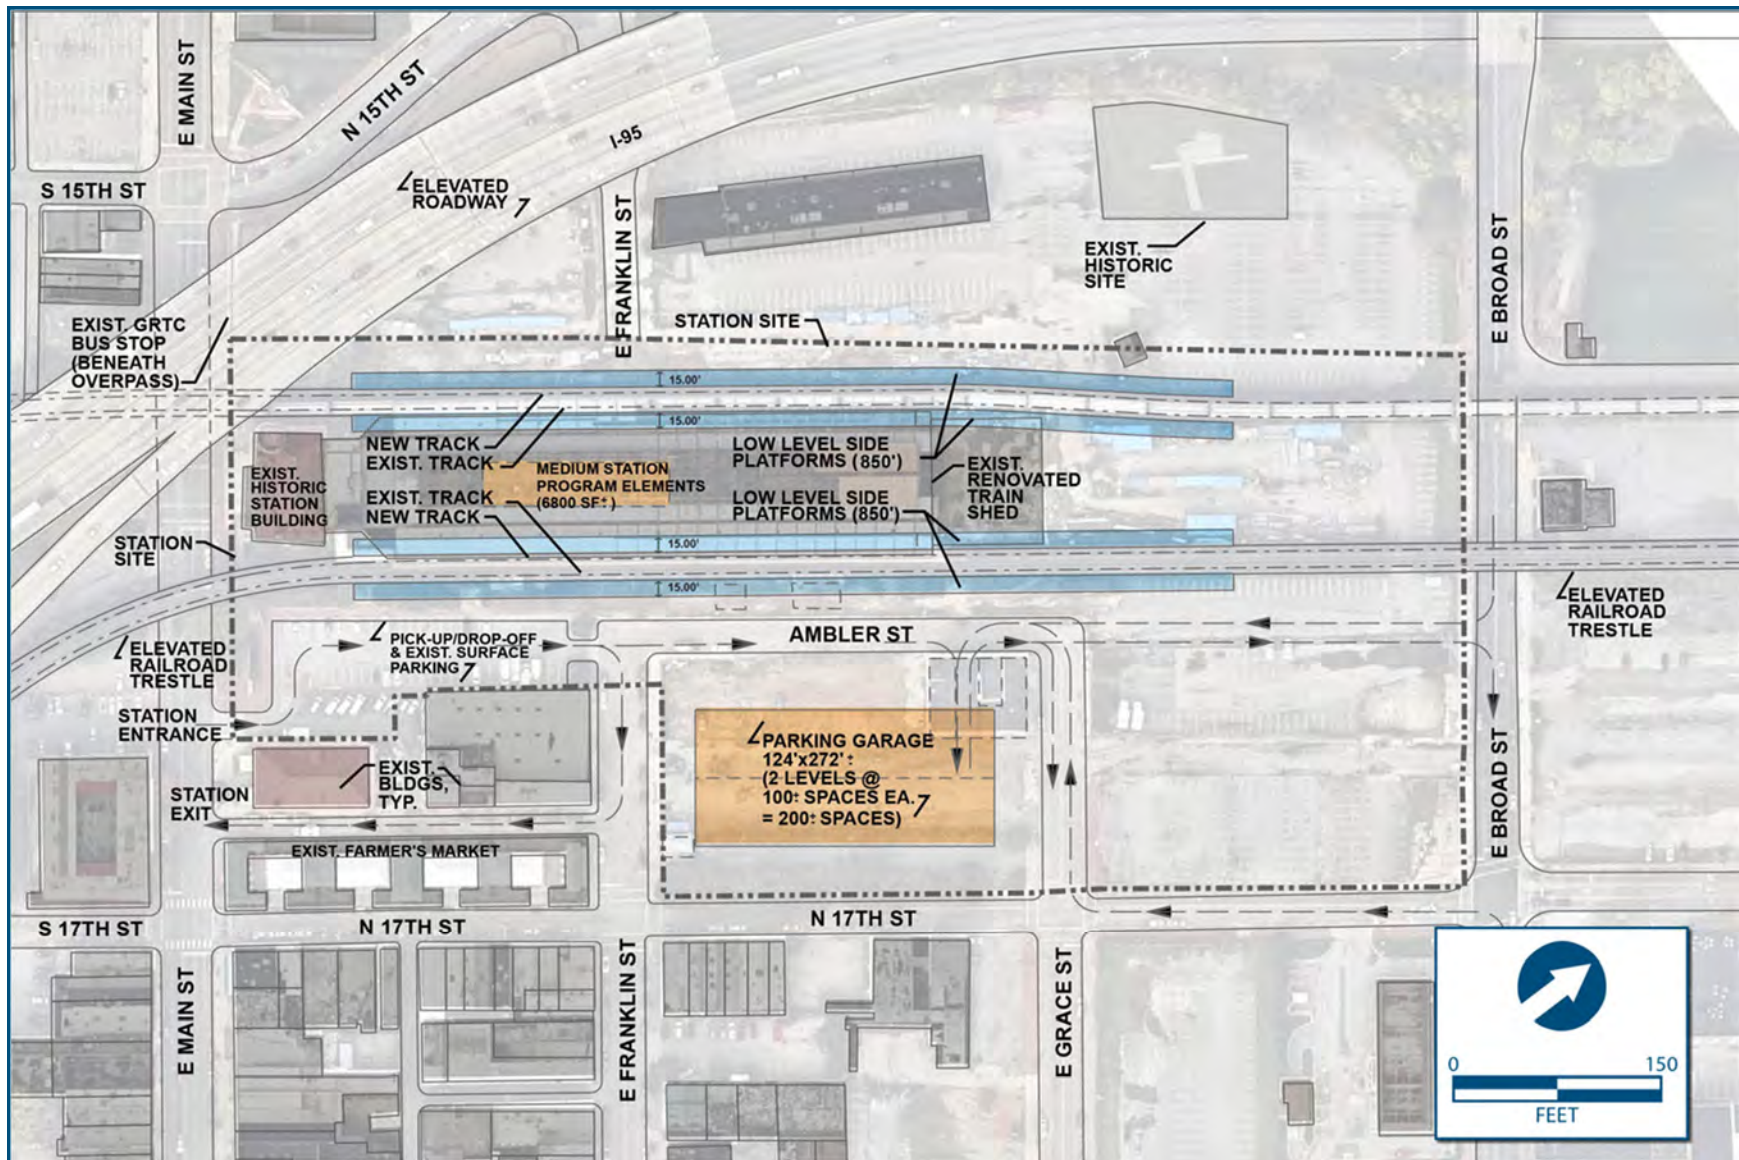 E MAIN ST
N 15TH ST
I-95
S 15TH ST
ELEVATED
ROADWAY
E FRANKLIN ST
EXIST.
HISTORIC
SITE
E BROAD ST
EXIST. GRTC
BUS STOP
(BENEATH
OVERPASS)
STATION SITE
15.00'
15.00'
NEW TRACK
EXIST. TRACK
LOW LEVEL SIDE
PLATFORMS (850')
EXIST.
HISTORIC
STATION
BUILDING
MEDIUM STATION
PROGRAM ELEMENTS
(6800 SF±)
EXIST.
RENOVATED
TRAIN
SHED
EXIST. TRACK
NEW TRACK
LOW LEVEL SIDE
PLATFORMS (850')
STATION
SITE
15.00'
15.00'
ELEVATED
RAILROAD
TRESTLE
ELEVATED
RAILROAD
TRESTLE
PICK-UP/DROP-OFF
& EXIST. SURFACE
PARKING
AMBLER ST
STATION
ENTRANCE
PARKING GARAGE
124'x272' ±
(2 LEVELS @
100± SPACES EA.
= 200± SPACES)
EXIST.
BLDGS,
TYP.
STATION
EXIT
E BROAD ST
EXIST. FARMER'S MARKET
S 17TH ST
N 17TH ST
N 17TH ST
E MAIN ST
E FRANKLIN ST
E GRACE ST
0 150
FEET